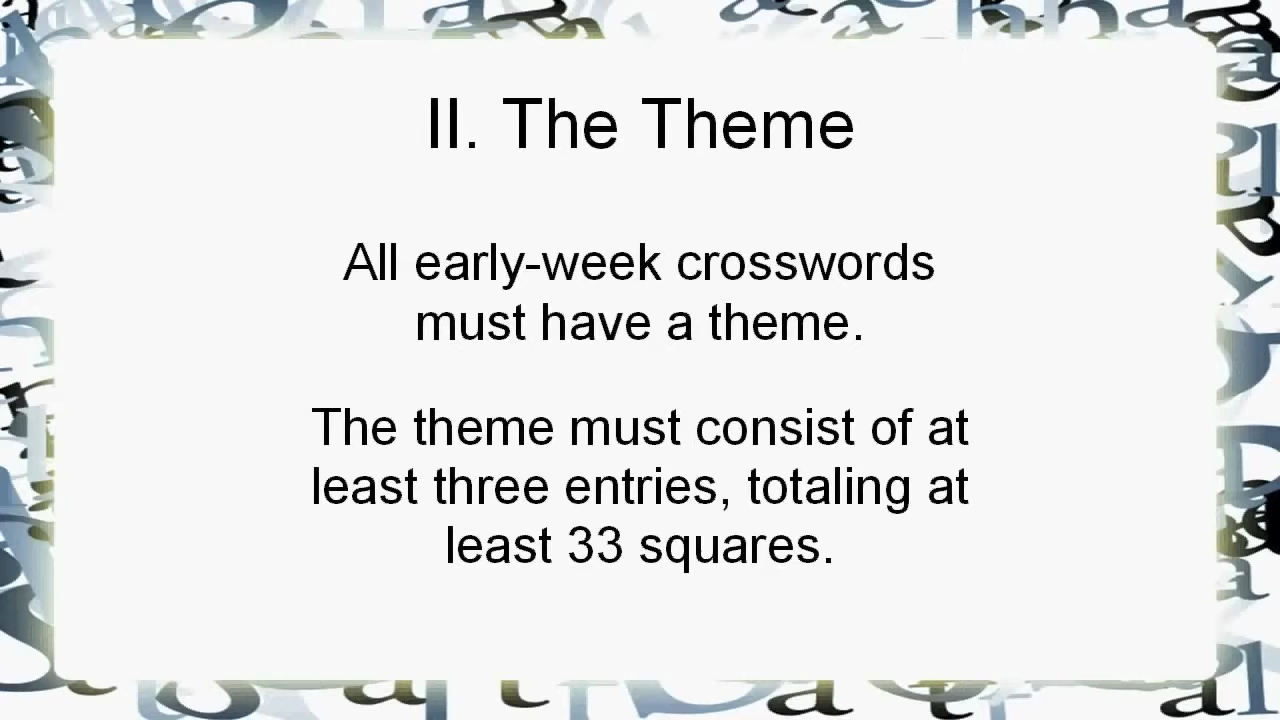 II. The Theme
All early-week crosswords
must have a theme.
The theme must consist of at
least three entries, totaling at
least 33 squares.